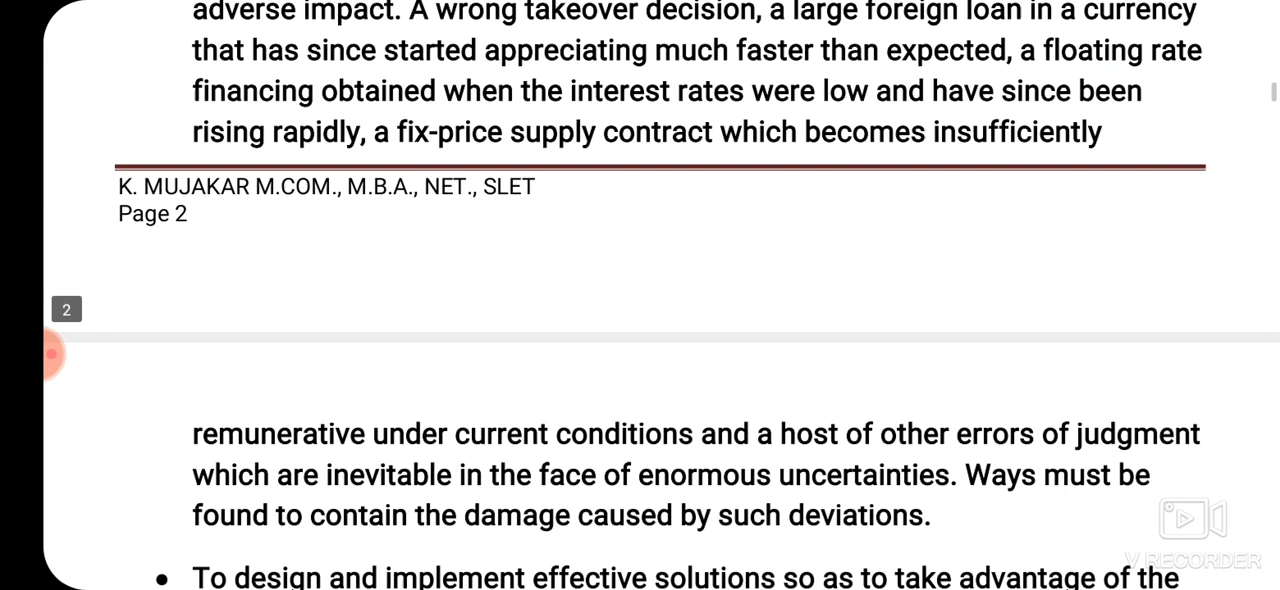 adverse impact. A wrong takeover decision, a large foreign loan in a currency
that has since started appreciating much faster than expected, a floating rate
financing obtained when the interest rates were low and have since been
rising rapidly, a fix-price supply contract which becomes insufficiently
K. MUJAKAR M.COM., M.B.A., NET., SLET
Page 2
2
remunerative under current conditions and a host of other errors of judgment
which are inevitable in the face of enormous uncertainties. Ways must be
found to contain the damage caused by such deviations.
• To design and implement effective solutions so as to take advantage of the
V RECORDER